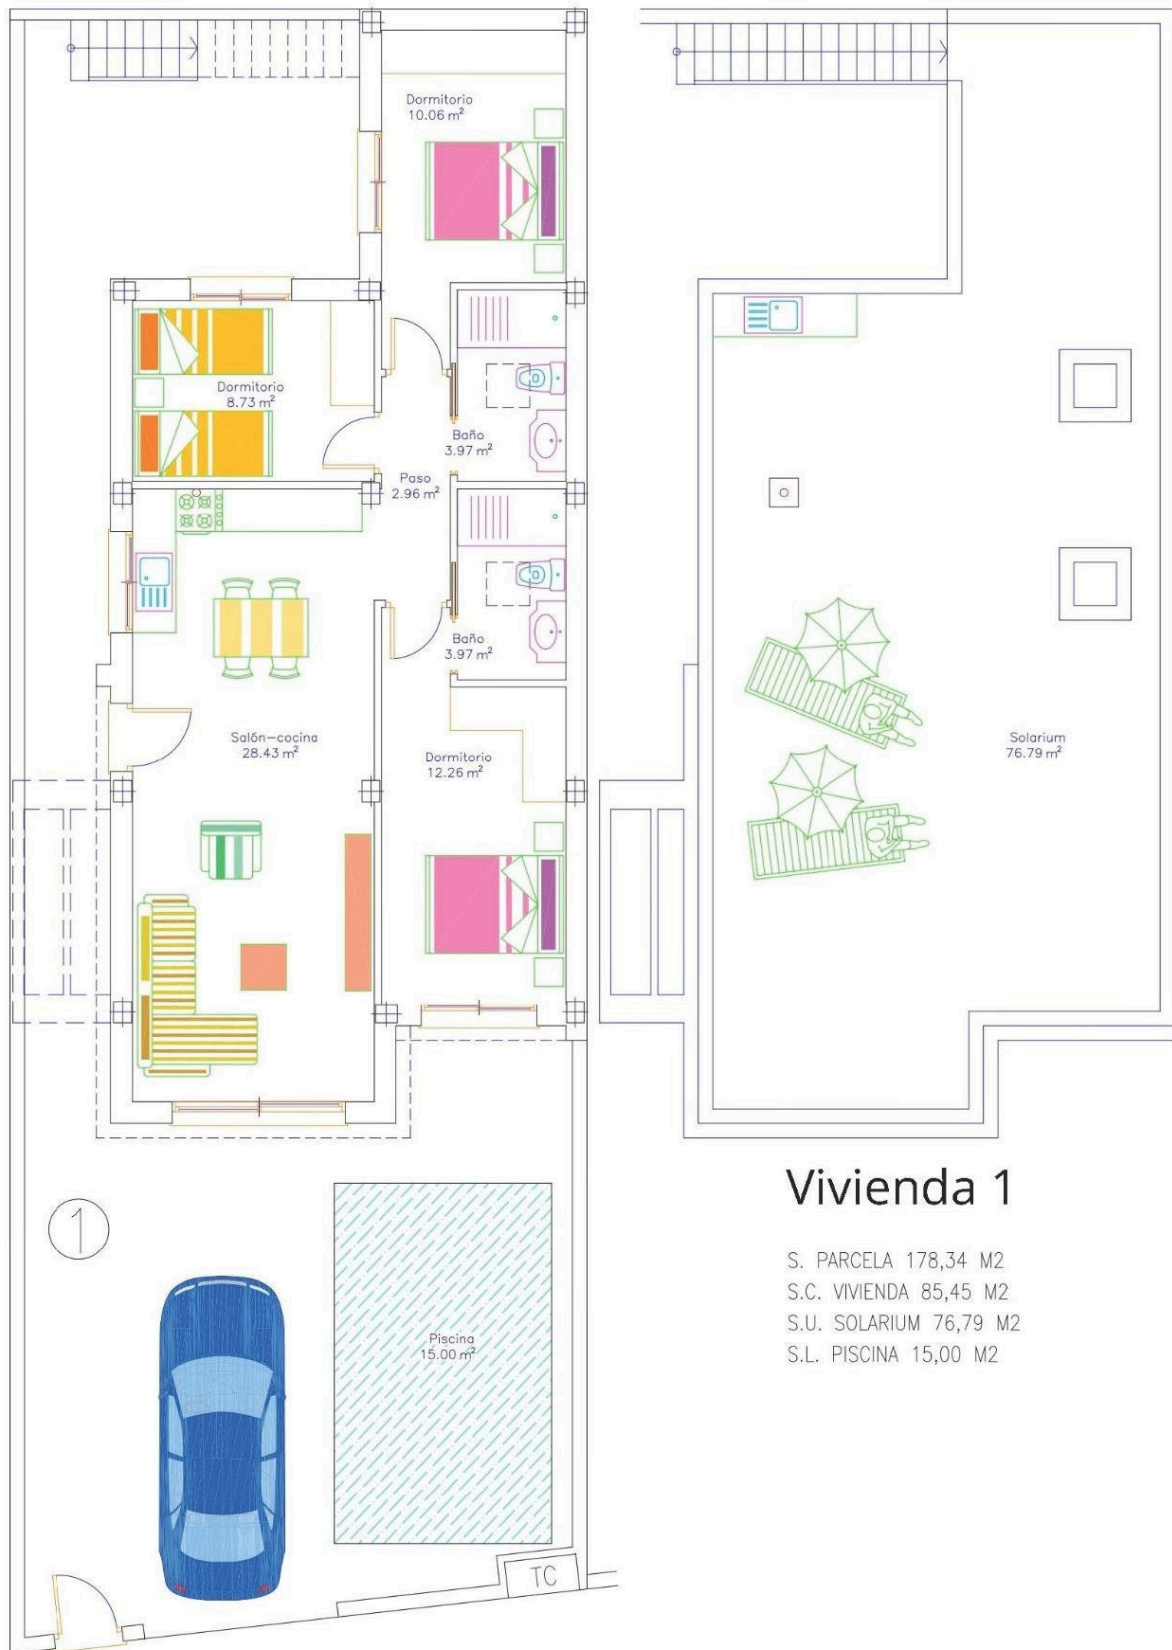 Dormitorio
10.06 m²
Dormitorio
8.73 m²
Baño
3.97 m²
Paso
2.96 m²
Baño
3.97 m²
Salón-cocina
28.43 m²
Dormitorio
12.26 m²
Solarium
76.79 m²
1
Piscina
15.00 m²
TC
Vivienda 1
S. PARCELA 178,34 M2
S.C. VIVIENDA 85,45 M2
S.U. SOLARIUM 76,79 M2
S.L. PISCINA 15,00 M2